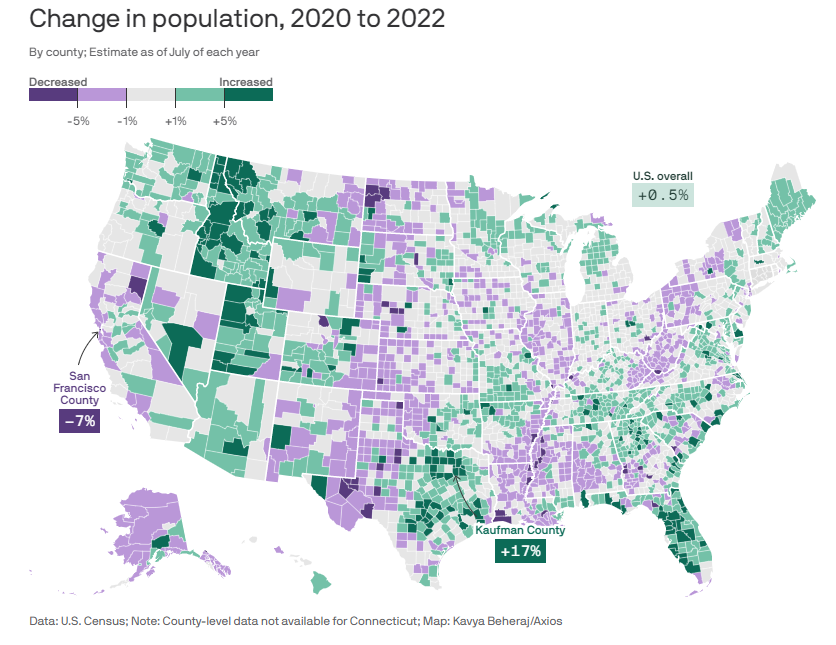 Change in population, 2020 to 2022
By county; Estimate as of July of each year
Decreased Increased
-5% -1% +1% +5%
U.S. overall
+0.5%
San
Francisco
County
-7%
Kaufman County
+17%
Data: U.S. Census; Note: County-level data not available for Connecticut; Map: Kavya Beheraj/Axios